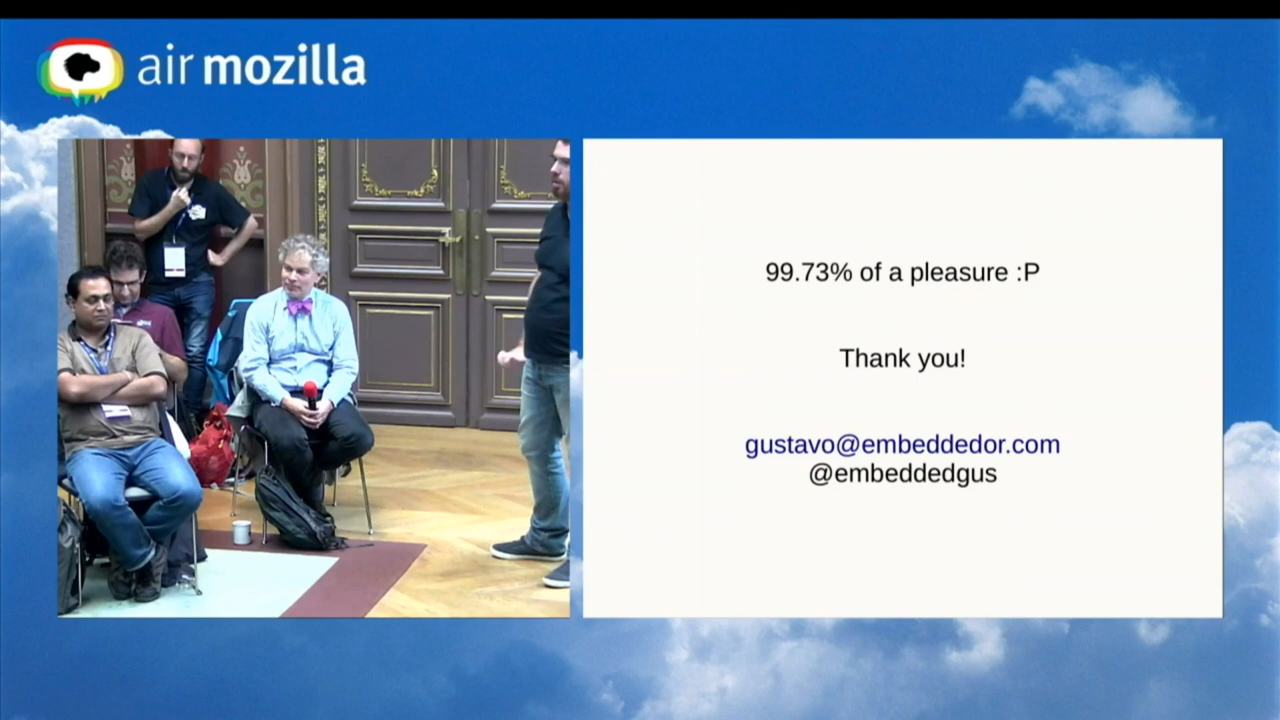 air mozilla
99.73% of a pleasure :P
Thank you!
gustavo@embeddedor.com
@embeddedgus